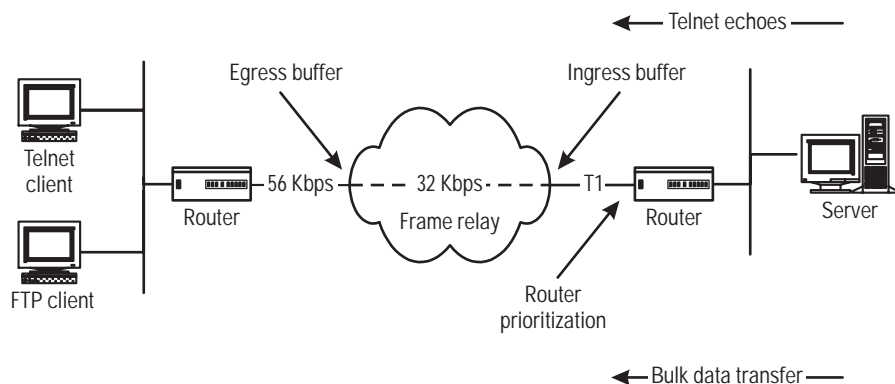 Telnet echoes
Egress buffer
Ingress buffer
Telnet
client
56 Kbps
32 Kbps
T1
Router
Frame relay
Router
Server
FTP client
Router
prioritization
Bulk data transfer